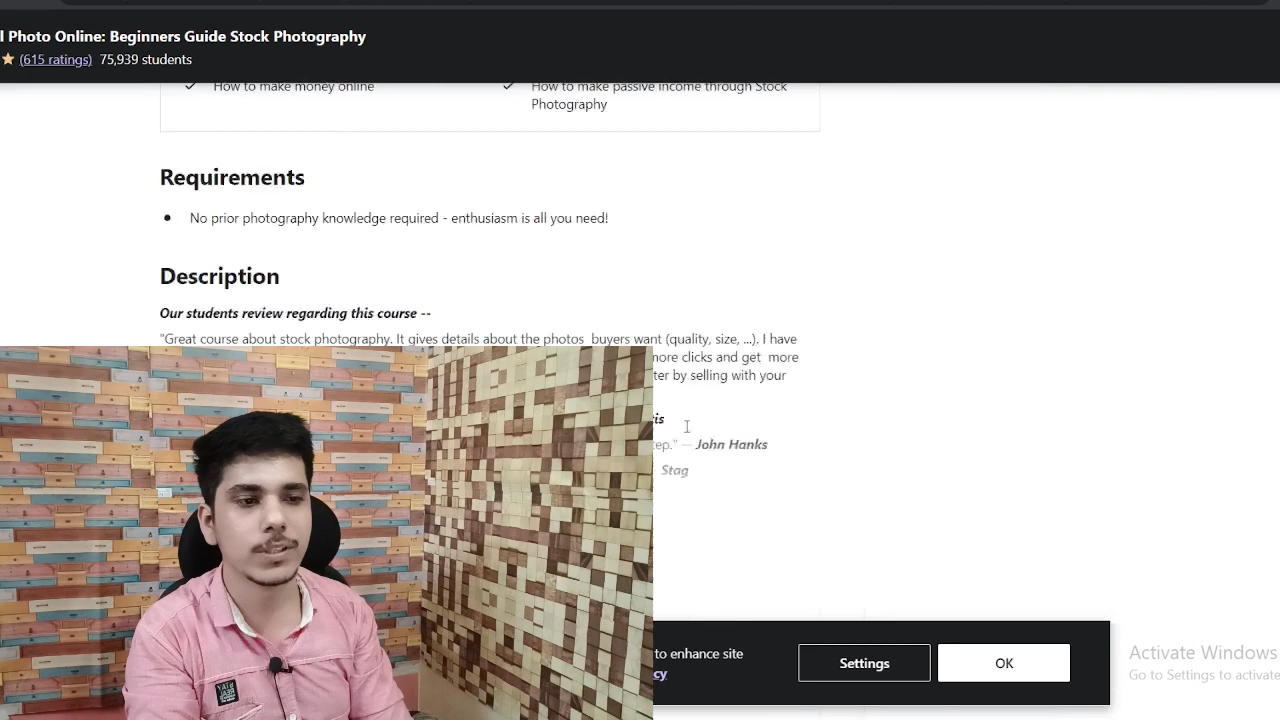 l Photo Online: Beginners Guide Stock Photography
(615 ratings) 75,939 students
How to make money online
How to make passive income through Stock
Photography
Requirements
No prior photography knowledge required - enthusiasm is all you need!
Description
Our students review regarding this course --
"Great course about stock photography. It gives details about the photos buyers want (quality, size, ...). I have
more clicks and get more
ter by selling with your
is
tep." — John Hanks
Stag
to enhance site
cy
Settings
OK
Activate Windows
Go to Settings to activate
STAY
REAL